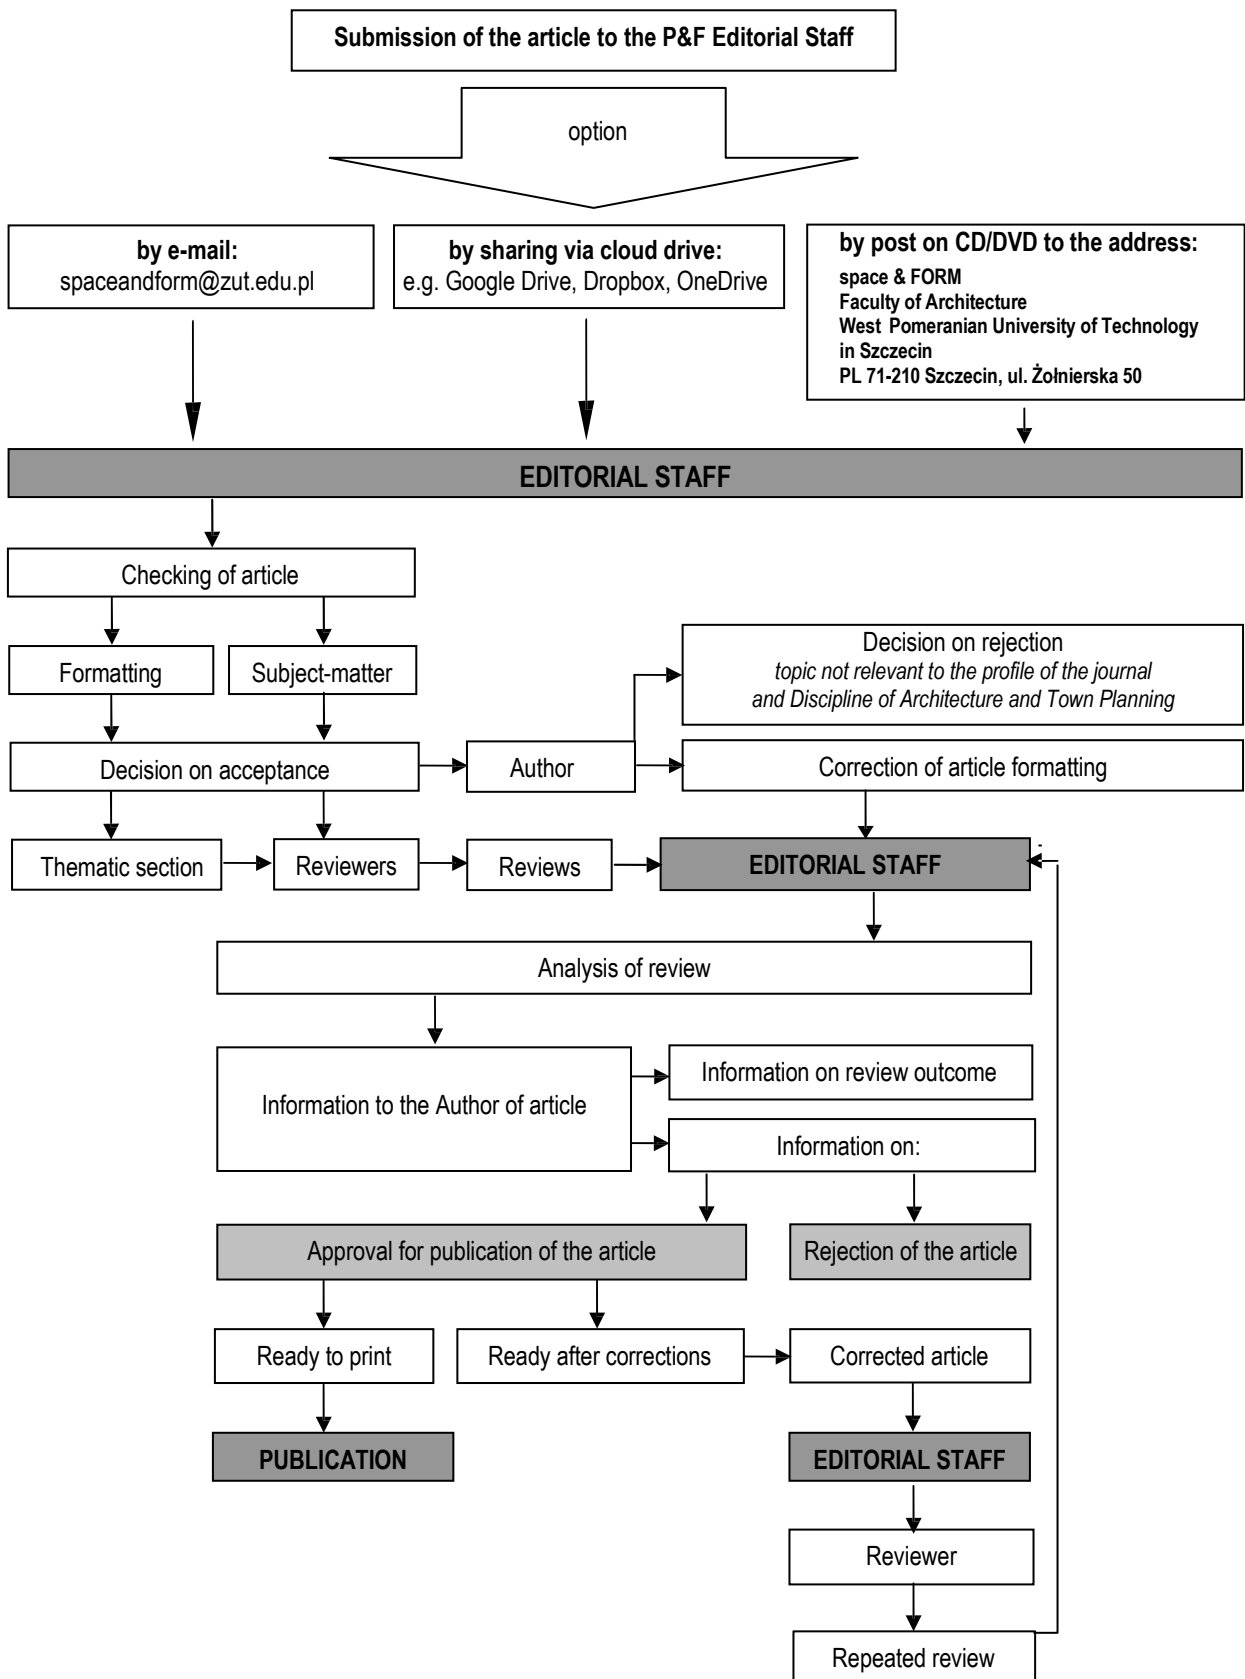 Submission of the article to the P&F Editorial Staff
option
by e-mail:
spaceandform@zut.edu.pl
by sharing via cloud drive:
e.g. Google Drive, Dropbox, OneDrive
by post on CD/DVD to the address:
space & FORM
Faculty of Architecture
West Pomeranian University of Technology
in Szczecin
PL 71-210 Szczecin, ul. Żołnierska 50
EDITORIAL STAFF
Checking of article
Formatting
Subject-matter
Decision on rejection
topic not relevant to the profile of the journal
and Discipline of Architecture and Town Planning
Decision on acceptance
Author
Correction of article formatting
Thematic section
Reviewers
Reviews
EDITORIAL STAFF
Analysis of review
Information to the Author of article
Information on review outcome
Information on:
Approval for publication of the article
Rejection of the article
Ready to print
Ready after corrections
Corrected article
PUBLICATION
EDITORIAL STAFF
Reviewer
Repeated review